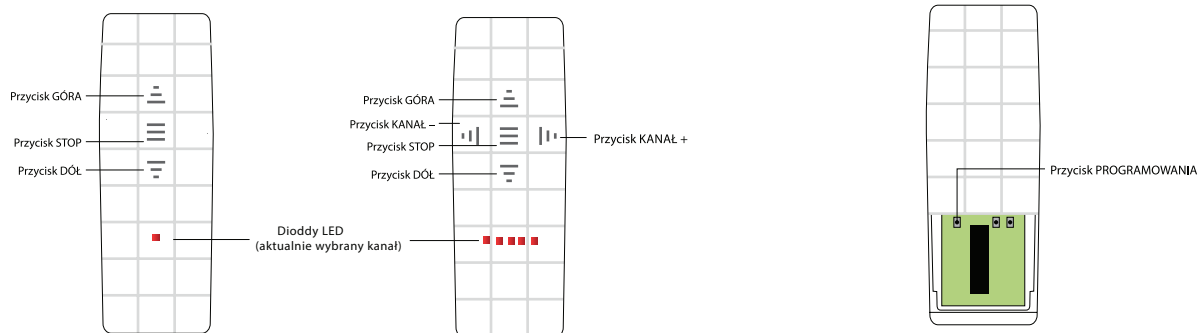 Przycisk GÓRA
Przycisk STOP
Przycisk DÓŁ
Przycisk GÓRA
Przycisk KANAŁ –
Przycisk STOP
Przycisk KANAŁ +
Przycisk DÓŁ
Dioddy LED
(aktualnie wybrany kanał)
Przycisk PROGRAMOWANIA